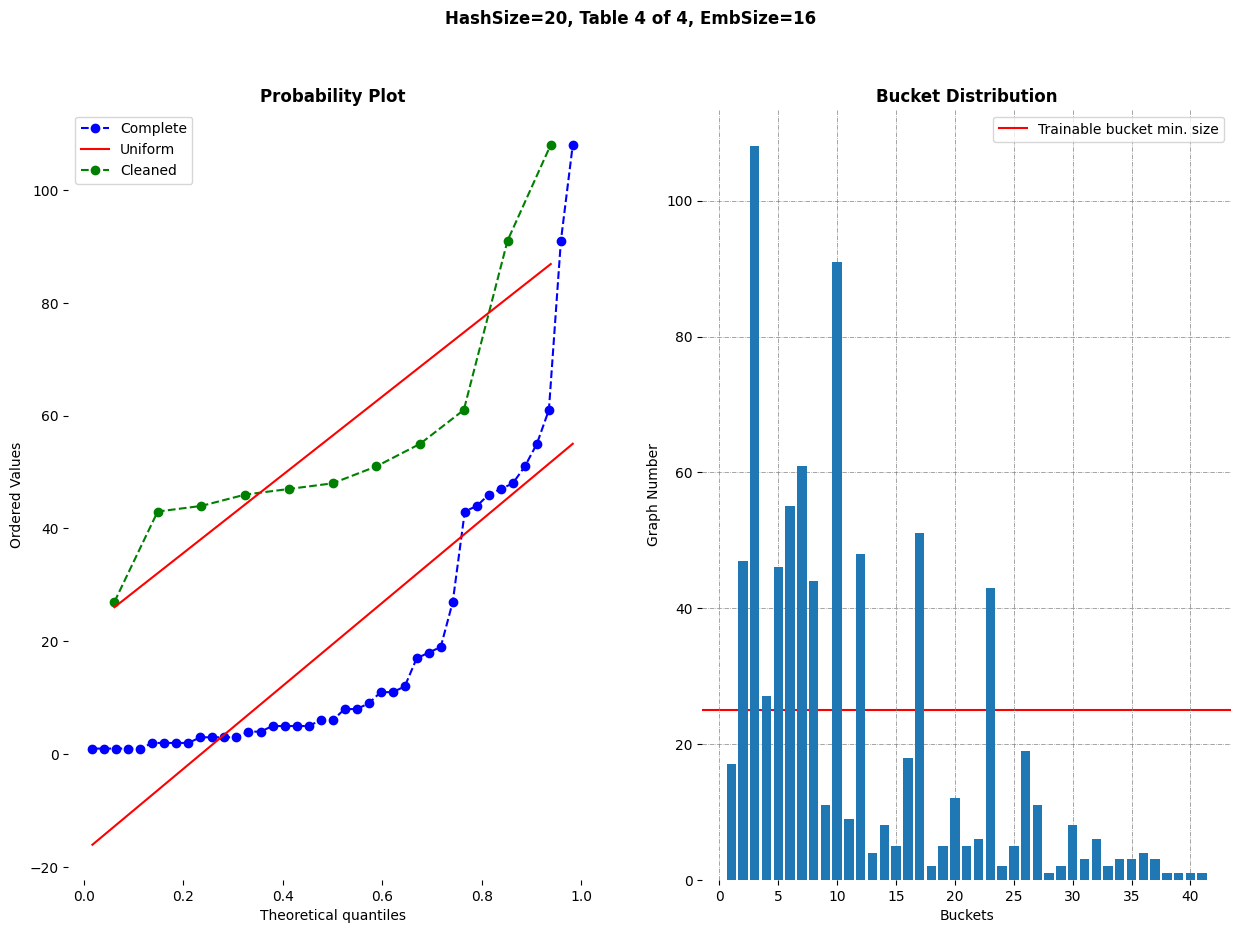 HashSize=20, Table 4 of 4, EmbSize=16
Probability Plot
Complete
Uniform
Cleaned
Ordered Values
100
80
60
40
20
0
−20
0.0 0.2 0.4 0.6 0.8 1.0
Theoretical quantiles
Bucket Distribution
Trainable bucket min. size
Graph Number
100
80
60
40
20
0
0 5 10 15 20 25 30 35 40
Buckets